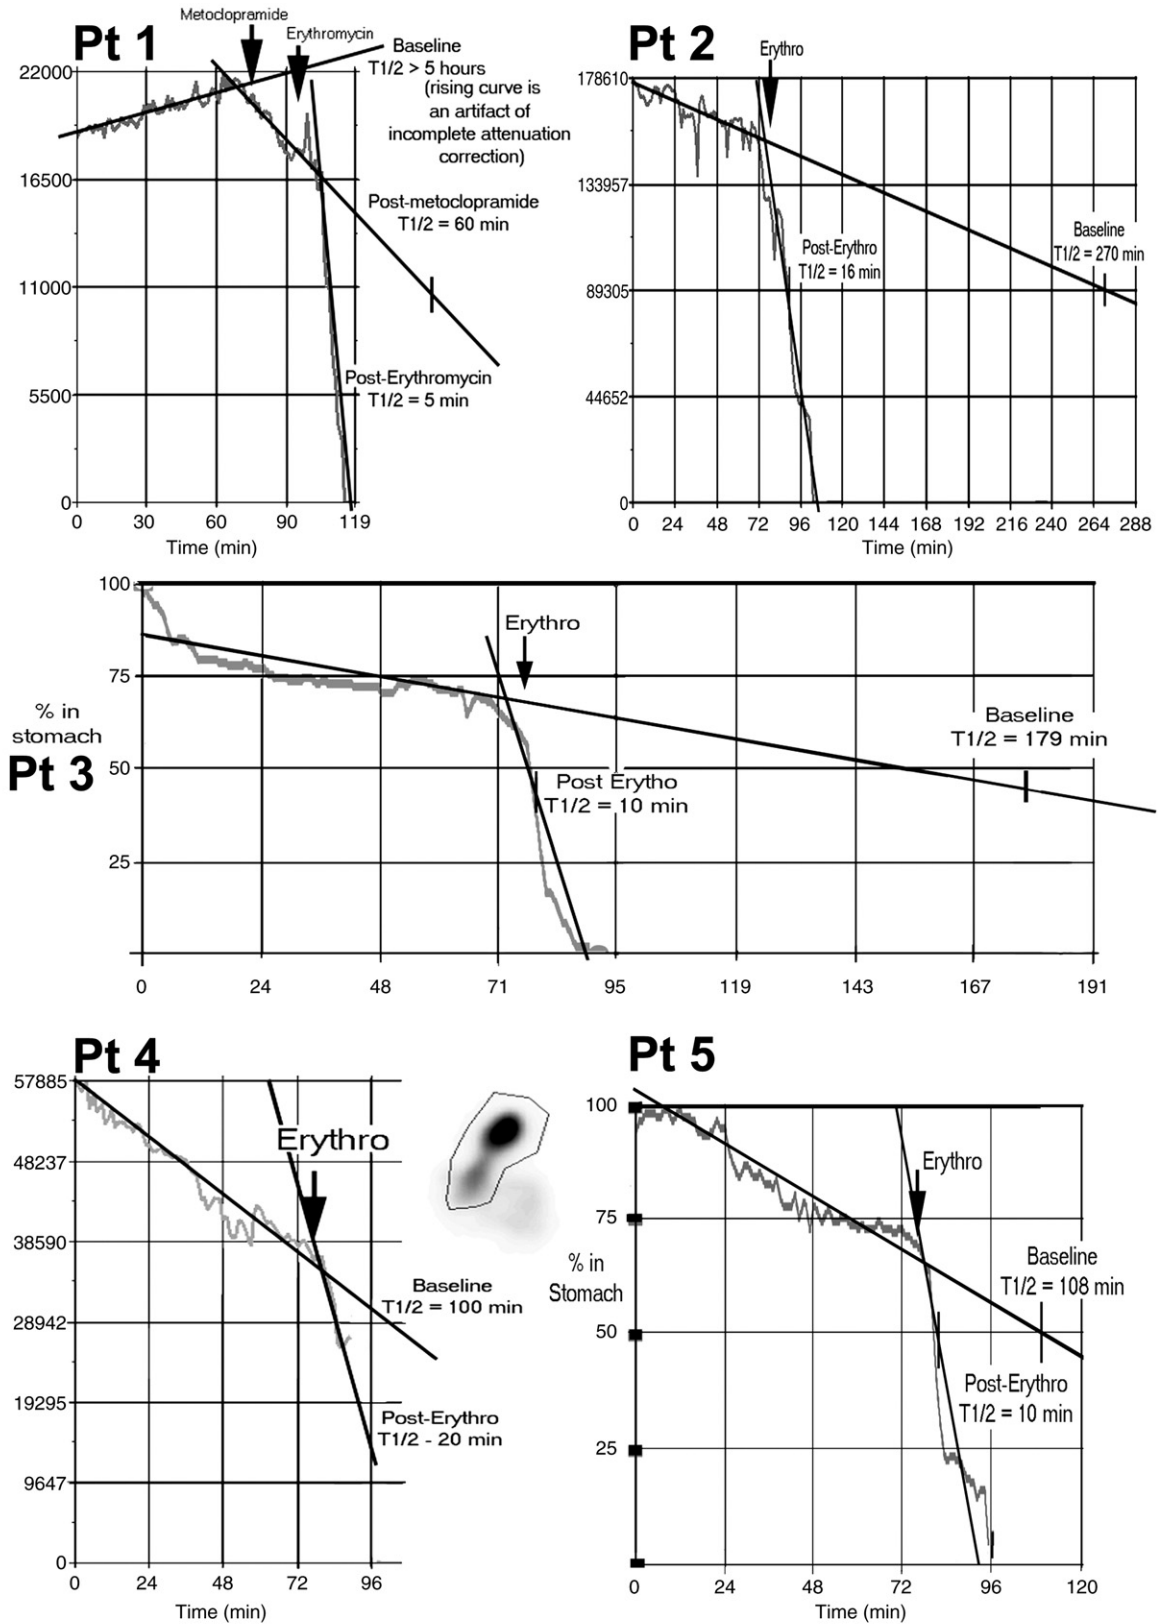 Pt 1
Metoclopramide
Erythromycin
Baseline
T1/2 > 5 hours
(rising curve is
an artifact of
incomplete attenuation
correction)
Post-metoclopramide
T1/2 = 60 min
Post-Erythromycin
T1/2 = 5 min
22000
16500
11000
5500
0
0 30 60 90 119
Time (min)
Pt 2
Erythro
178610
133957
89305
44652
0
Post-Erythro
T1/2 = 16 min
Baseline
T1/2 = 270 min
0 24 48 72 96 120 144 168 192 216 240 264 288
Time (min)
Pt 3
% in
stomach
100
75
50
25
Erythro
Baseline
T1/2 = 179 min
Post Erytho
T1/2 = 10 min
0 24 48 71 95 119 143 167 191
Pt 4
57885
48237
38590
28942
19295
9647
0
Erythro
Baseline
T1/2 = 100 min
Post-Erythro
T1/2 - 20 min
0 24 48 72 96
Time (min)
Pt 5
100
75
50
25
% in
Stomach
Erythro
Baseline
T1/2 = 108 min
Post-Erythro
T1/2 = 10 min
0 24 48 72 96 120
Time (min)